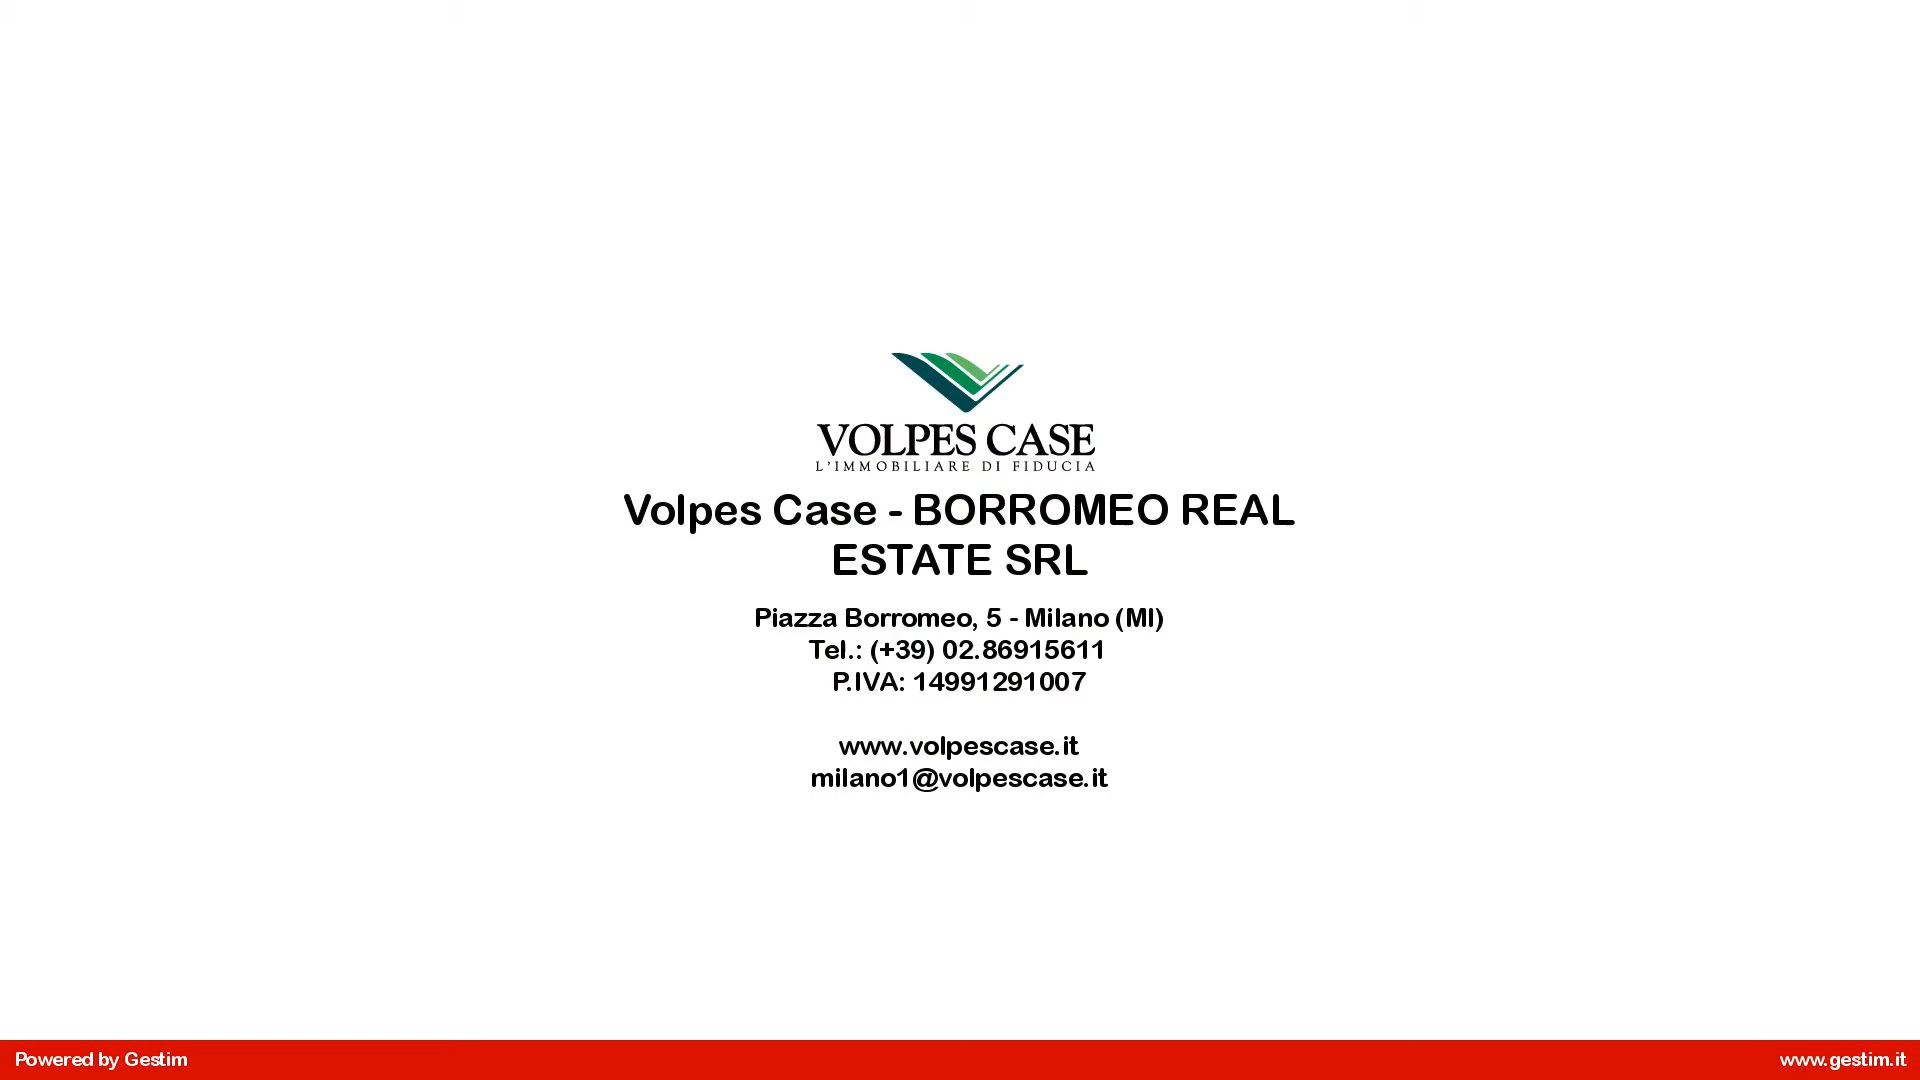 VOLPES CASE
L'IMMOBILIARE DI FIDUCIA
Volpes Case - BORROMEO REAL
ESTATE SRL
Piazza Borromeo, 5 - Milano (MI)
Tel.: (+39) 02.86915611
P.IVA: 14991291007
www.volpescase.it
milano1@volpescase.it
Powered by Gestim
www.gestim.it